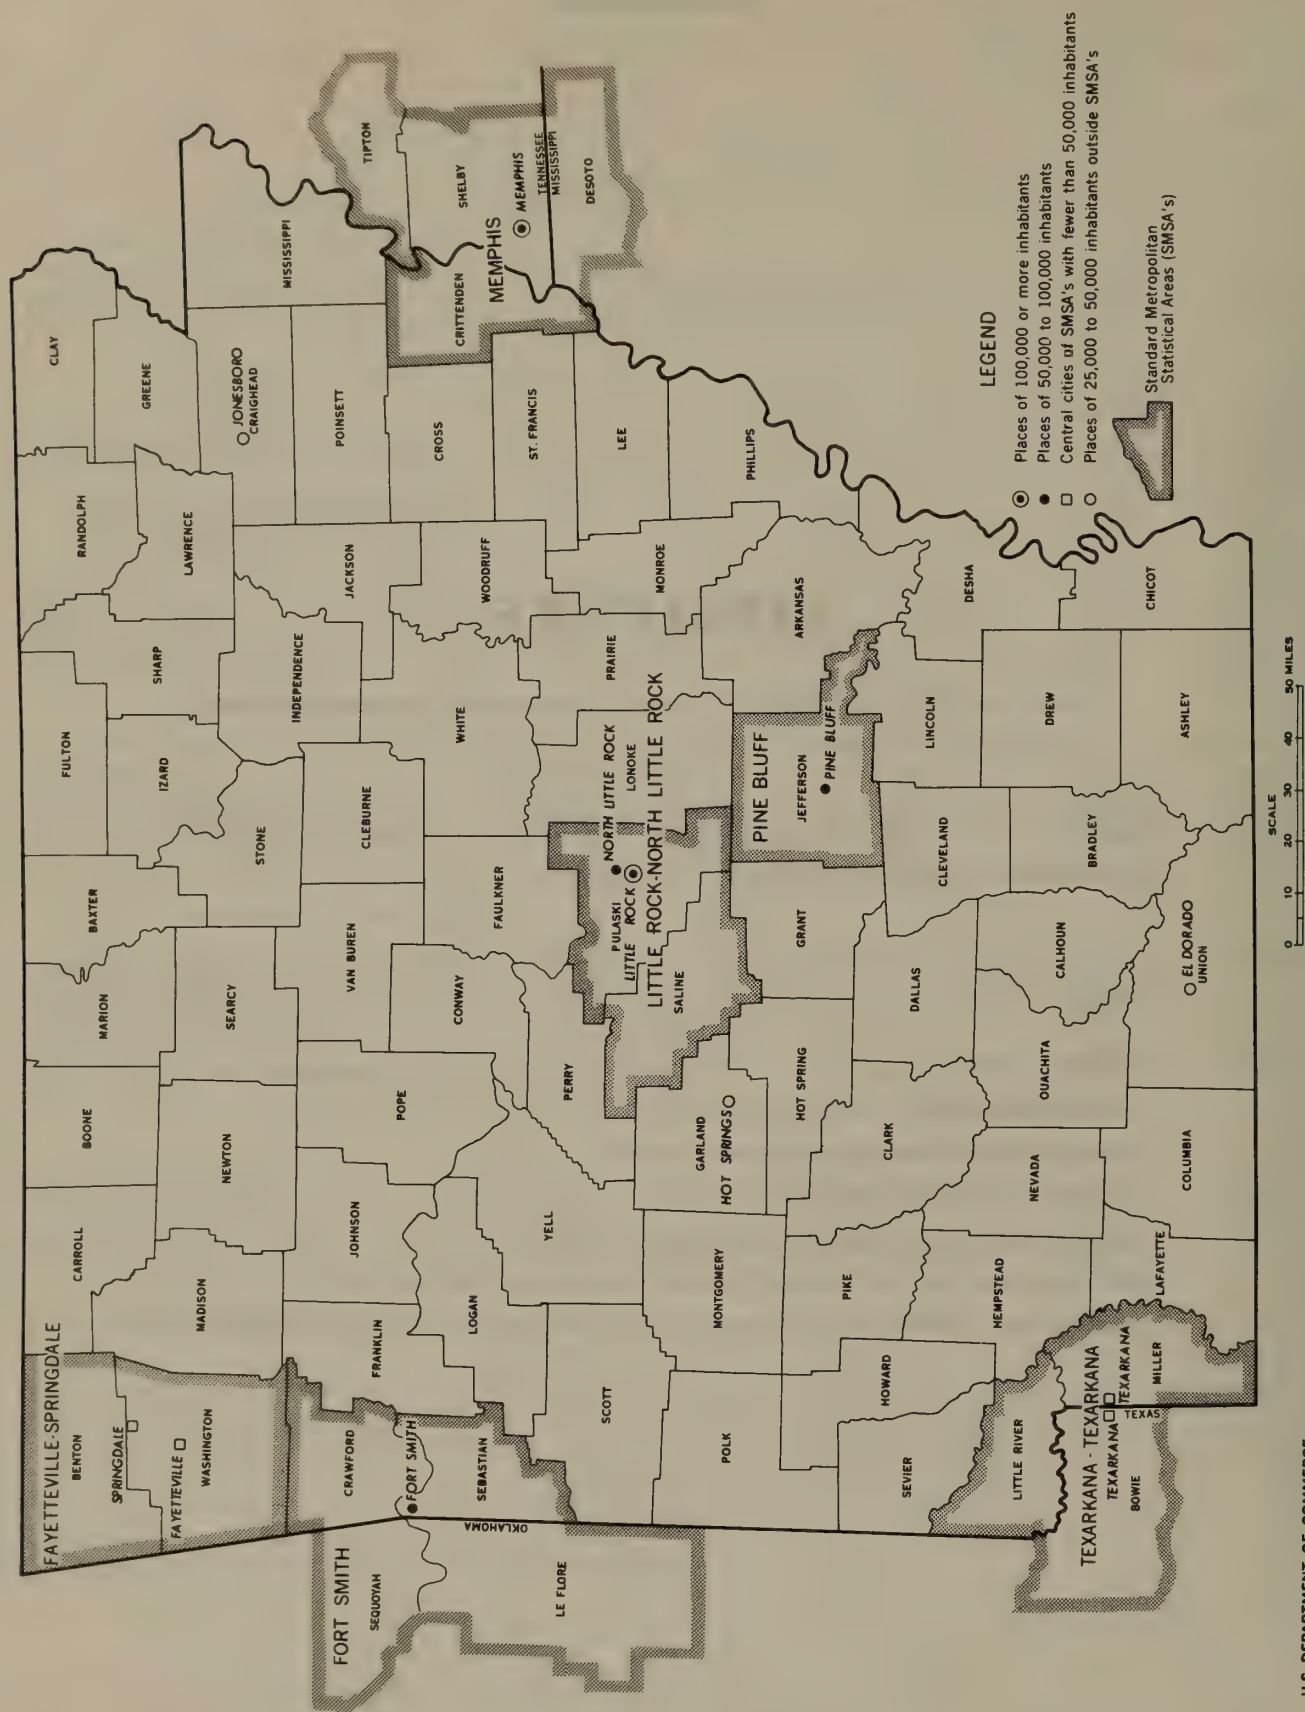 FAYETTEVILLE-SPRINGDALE
BENTON
SPRINGDALE
FAYETTEVILLE
WASHINGTON
CARROLL
MADISON
BOONE
NEWTON
MARION
SEARCY
BAXTER
FULTON
IZARD
STONE
SHARP
RANDOLPH
LAWRENCE
CLAY
GREENE
JONESBORO
CRAIGHEAD
MISSISSIPPI
POINSETT
INDEPENDENCE
JACKSON
CLEBURNE
VAN BUREN
POPE
JOHNSON
FRANKLIN
CRAWFORD
FORT SMITH
SEQUOYAH
FORT SMITH
SEBASTIAN
OKLAHOMA
LE FLORE
LOGAN
YELL
SCOTT
CONWAY
PERRY
FAULKNER
WHITE
WOODRUFF
CROSS
ST. FRANCIS
LEE
PHILLIPS
MONROE
PRAIRIE
LONOKE
TIPTON
SHELBY
CRITTENDEN
MEMPHIS
MEMPHIS
TENNESSEE
MISSISSIPPI
DESOTO
NORTH LITTLE ROCK
PULASKI
LITTLE ROCK
LITTLE ROCK-NORTH LITTLE ROCK
SALINE
GARLAND
HOT SPRINGS
MONTGOMERY
POLK
HOT SPRING
GRANT
PINE BLUFF
JEFFERSON
PINE BLUFF
ARKANSAS
DESHA
LINCOLN
CLEVELAND
DALLAS
CLARK
PIKE
HOWARD
SEVIER
LITTLE RIVER
HEMPSTEAD
NEVADA
OUACHITA
CALHOUN
BRADLEY
DREW
CHICOT
ASHLEY
EL DORADO
UNION
COLUMBIA
LAFAYETTE
TEXARKANA - TEXARKANA
TEXARKANA
TEXARKANA
MILLER
TEXAS
BOWIE
LEGEND
Places of 100,000 or more inhabitants
Places of 50,000 to 100,000 inhabitants
Central cities of SMSA's with fewer than 50,000 inhabitants
Places of 25,000 to 50,000 inhabitants outside SMSA's
Standard Metropolitan
Statistical Areas (SMSA's)
SCALE
0 10 20 30 40 50 MILES
U.S. DEPARTMENT OF COMMERCE